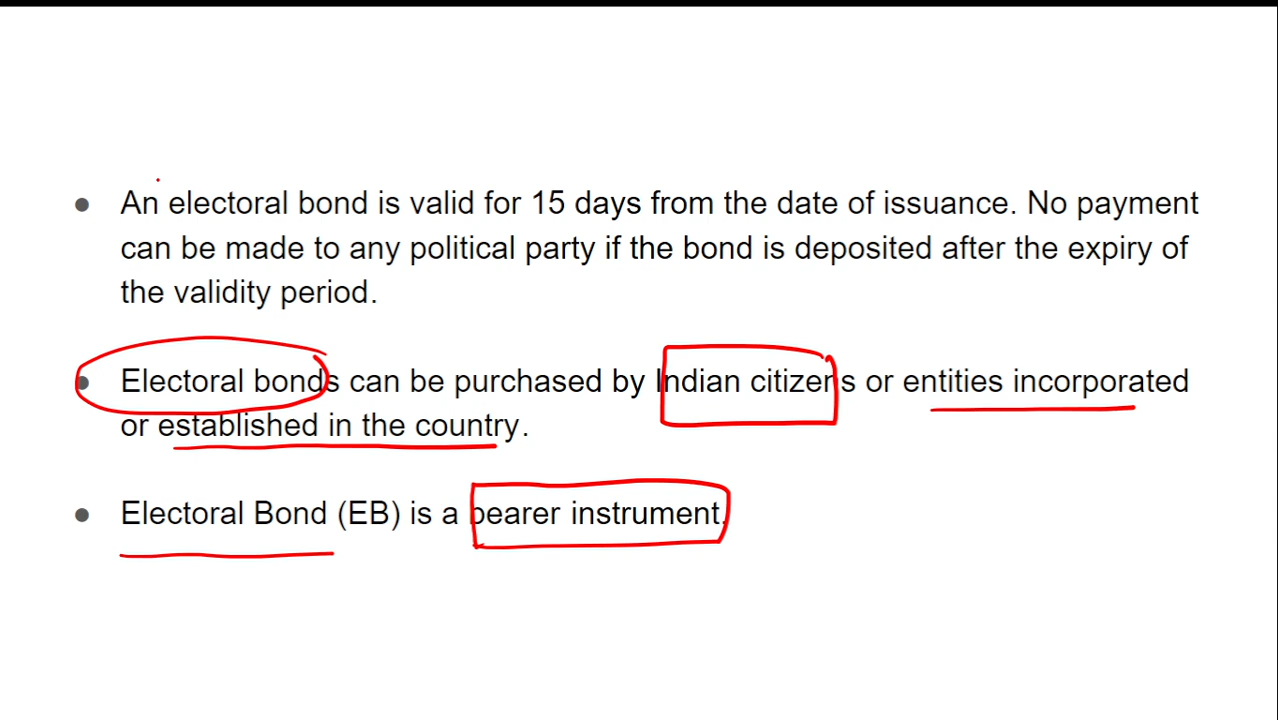 ● An electoral bond is valid for 15 days from the date of issuance. No payment
can be made to any political party if the bond is deposited after the expiry of
the validity period.
● Electoral bonds can be purchased by Indian citizens or entities incorporated
or established in the country.
● Electoral Bond (EB) is a bearer instrument.